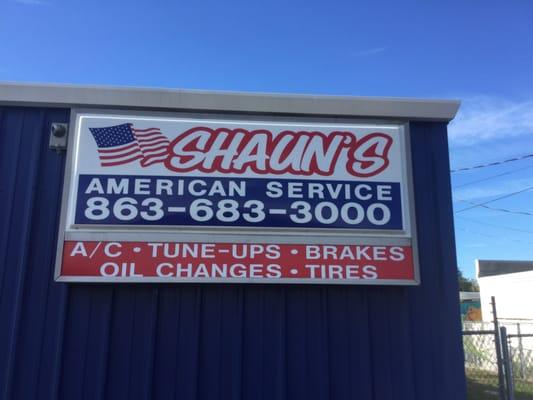 SHAUN'S
AMERICAN SERVICE
863-683-3000
A/C • TUNE-UPS • BRAKES
OIL CHANGES • TIRES